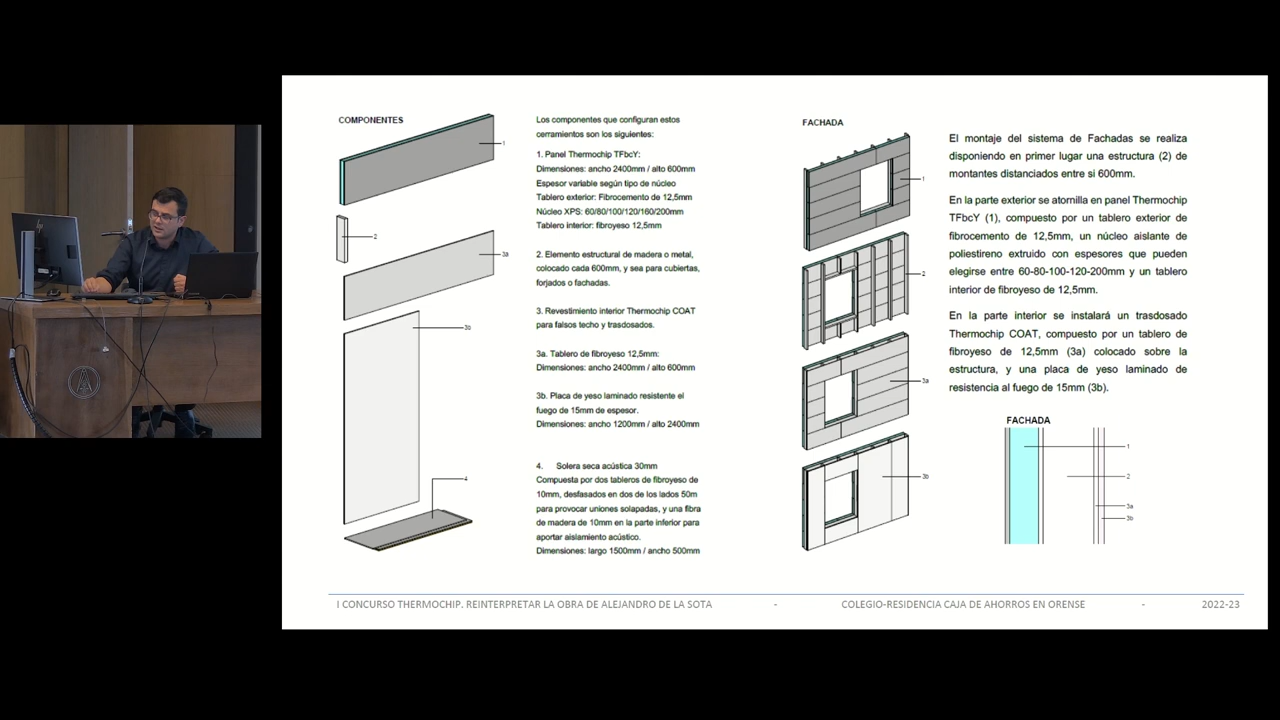 COMPONENTES
1
2
3a
3b
4
Los componentes que configuran estos
cerramientos son los siguientes:
1. Panel Thermochip TFbcY:
Dimensiones: ancho 2400mm / alto 600mm
Espesor variable según tipo de núcleo
Tablero exterior: Fibrocemento de 12,5mm
Núcleo XPS: 60/80/100/120/160/200mm
Tablero interior: fibroyeso 12,5mm
2. Elemento estructural de madera o metal,
colocado cada 600mm, y sea para cubiertas,
forjados o fachadas.
3. Revestimiento interior Thermochip COAT
para falsos techo y trasdosados.
3a. Tablero de fibroyeso 12,5mm:
Dimensiones: ancho 2400mm / alto 600mm
3b. Placa de yeso laminado resistente el
fuego de 15mm de espesor.
Dimensiones: ancho 1200mm / alto 2400mm
4. Solera seca acústica 30mm
Compuesta por dos tableros de fibroyeso de
10mm, desfasados en dos de los lados 50m
para provocar uniones solapadas, y una fibra
de madera de 10mm en la parte inferior para
aportar aislamiento acústico.
Dimensiones: largo 1500mm / ancho 500mm
FACHADA
1
2
3a
3b
El montaje del sistema de Fachadas se realiza
disponiendo en primer lugar una estructura (2) de
montantes distanciados entre si 600mm.
En la parte exterior se atornilla en panel Thermochip
TFbcY (1), compuesto por un tablero exterior de
fibrocemento de 12,5mm, un núcleo aislante de
poliestireno extruido con espesores que pueden
elegirse entre 60-80-100-120-200mm y un tablero
interior de fibroyeso de 12,5mm.
En la parte interior se instalará un trasdosado
Thermochip COAT, compuesto por un tablero de
fibroyeso de 12,5mm (3a) colocado sobre la
estructura, y una placa de yeso laminado de
resistencia al fuego de 15mm (3b).
FACHADA
1
2
3a
3b
I CONCURSO THERMOCHIP. REINTERPRETAR LA OBRA DE ALEJANDRO DE LA SOTA - COLEGIO-RESIDENCIA CAJA DE AHORROS EN ORENSE - 2022-23